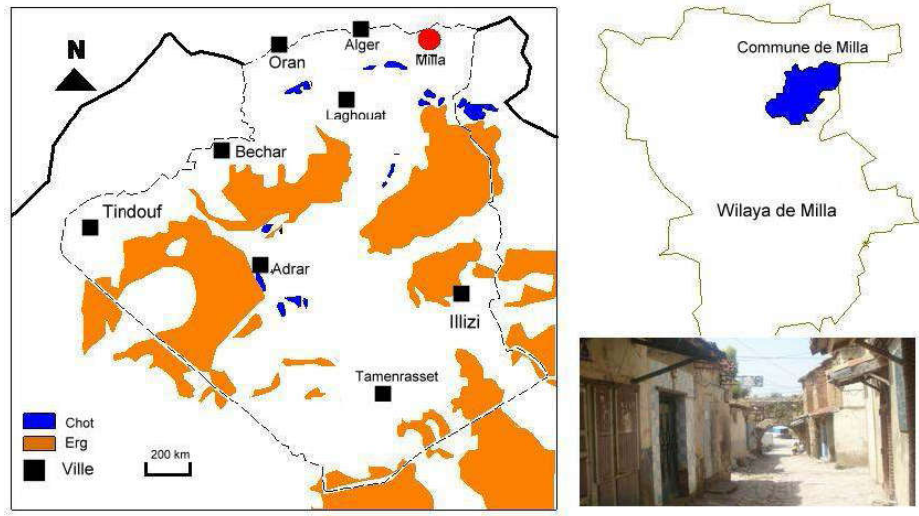 N
Oran
Alger
Milla
Laghouat
Bechar
Tindouf
Adrar
Illizi
Tamenrasset
Chot
Erg
Ville
200 km
Commune de Milla
Wilaya de Milla